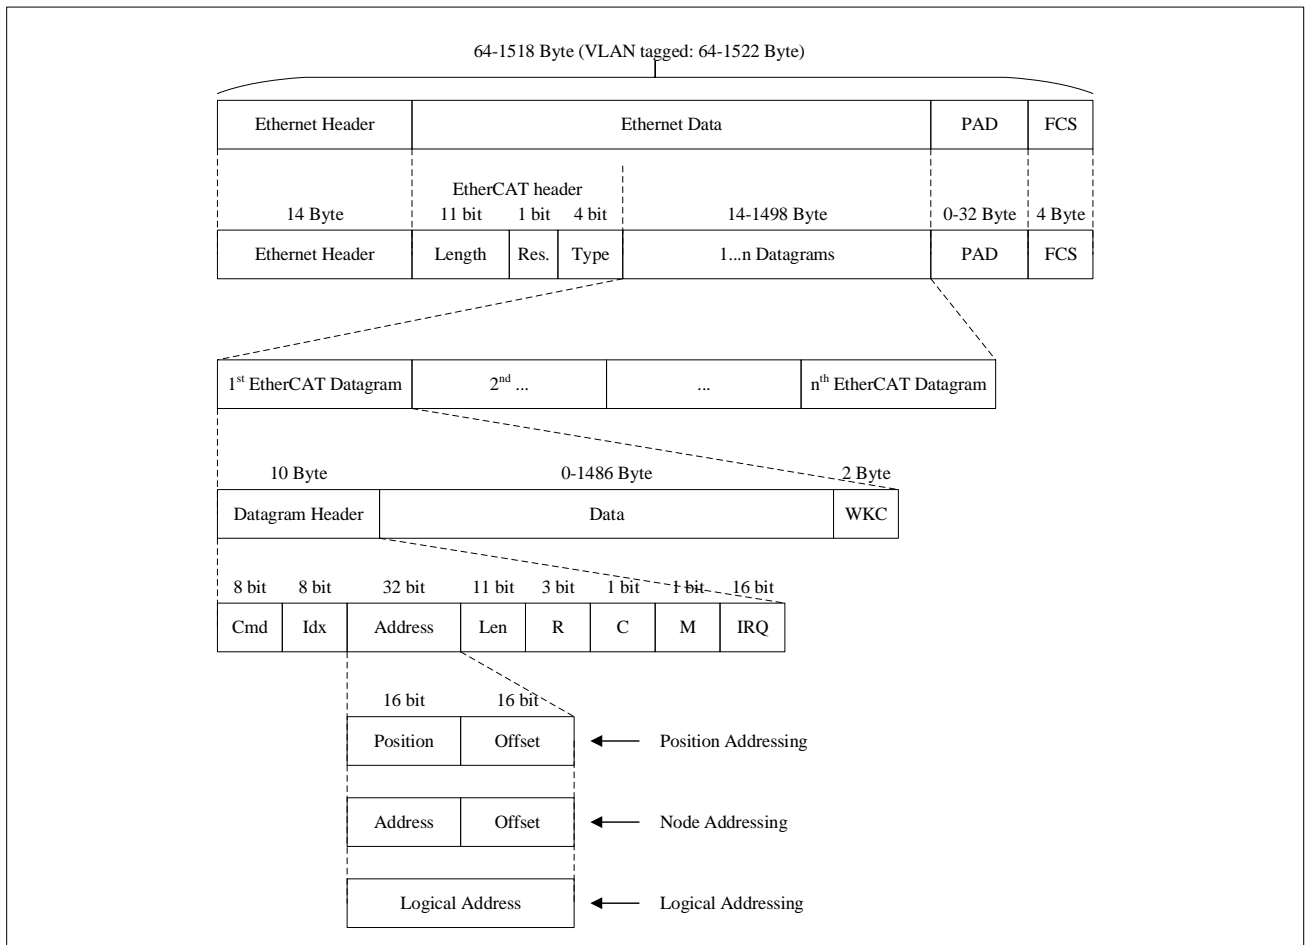 64-1518 Byte (VLAN tagged: 64-1522 Byte)
Ethernet Header Ethernet Data PAD FCS
EtherCAT header
14 Byte 11 bit 1 bit 4 bit 14-1498 Byte 0-32 Byte 4 Byte
Ethernet Header Length Res. Type 1...n Datagrams PAD FCS
1st EtherCAT Datagram 2nd ... ... nth EtherCAT Datagram
10 Byte 0-1486 Byte 2 Byte
Datagram Header Data WKC
8 bit 8 bit 32 bit 11 bit 3 bit 1 bit 1 bit 16 bit
Cmd Idx Address Len R C M IRQ
16 bit 16 bit
Position Offset Position Addressing
Address Offset Node Addressing
Logical Address Logical Addressing